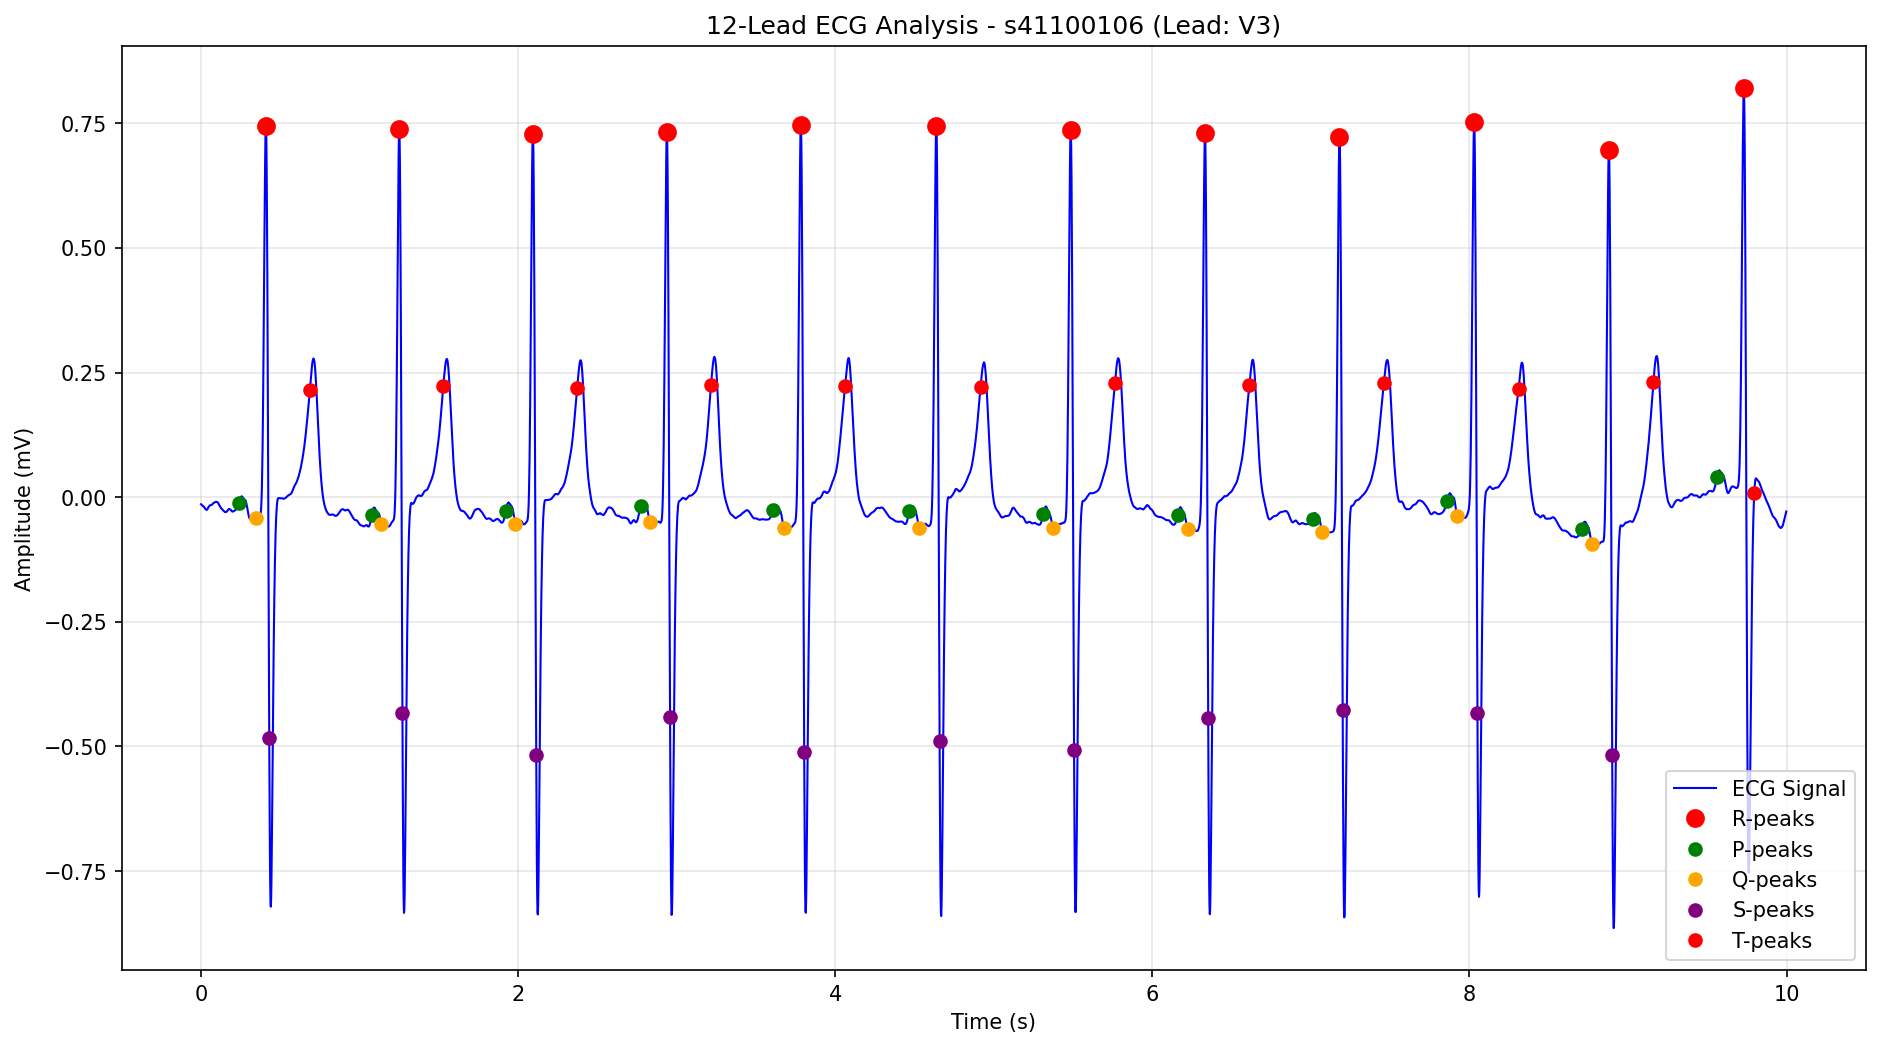 12-Lead ECG Analysis - s41100106 (Lead: V3)
Amplitude (mV)
0.75
0.50
0.25
0.00
−0.25
−0.50
−0.75
0 2 4 6 8 10
Time (s)
ECG Signal
R-peaks
P-peaks
Q-peaks
S-peaks
T-peaks